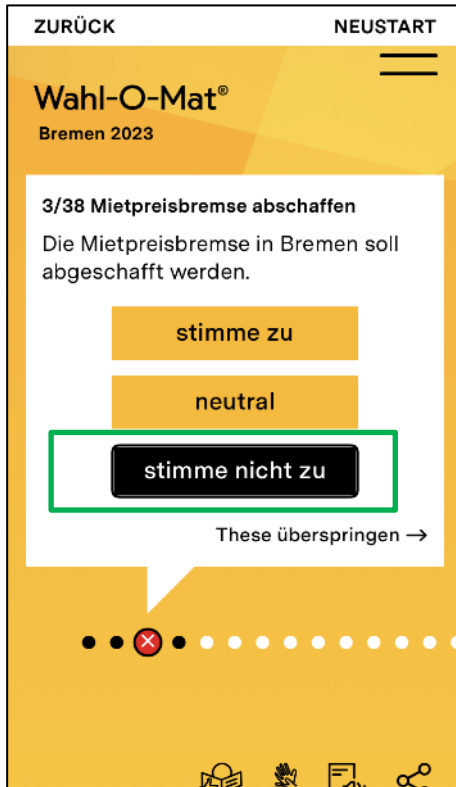 ZURÜCK NEUSTART
Wahl-O-Mat®
Bremen 2023
3/38 Mietpreisbremse abschaffen
Die Mietpreisbremse in Bremen soll
abgeschafft werden.
stimme zu
neutral
stimme nicht zu
These überspringen →